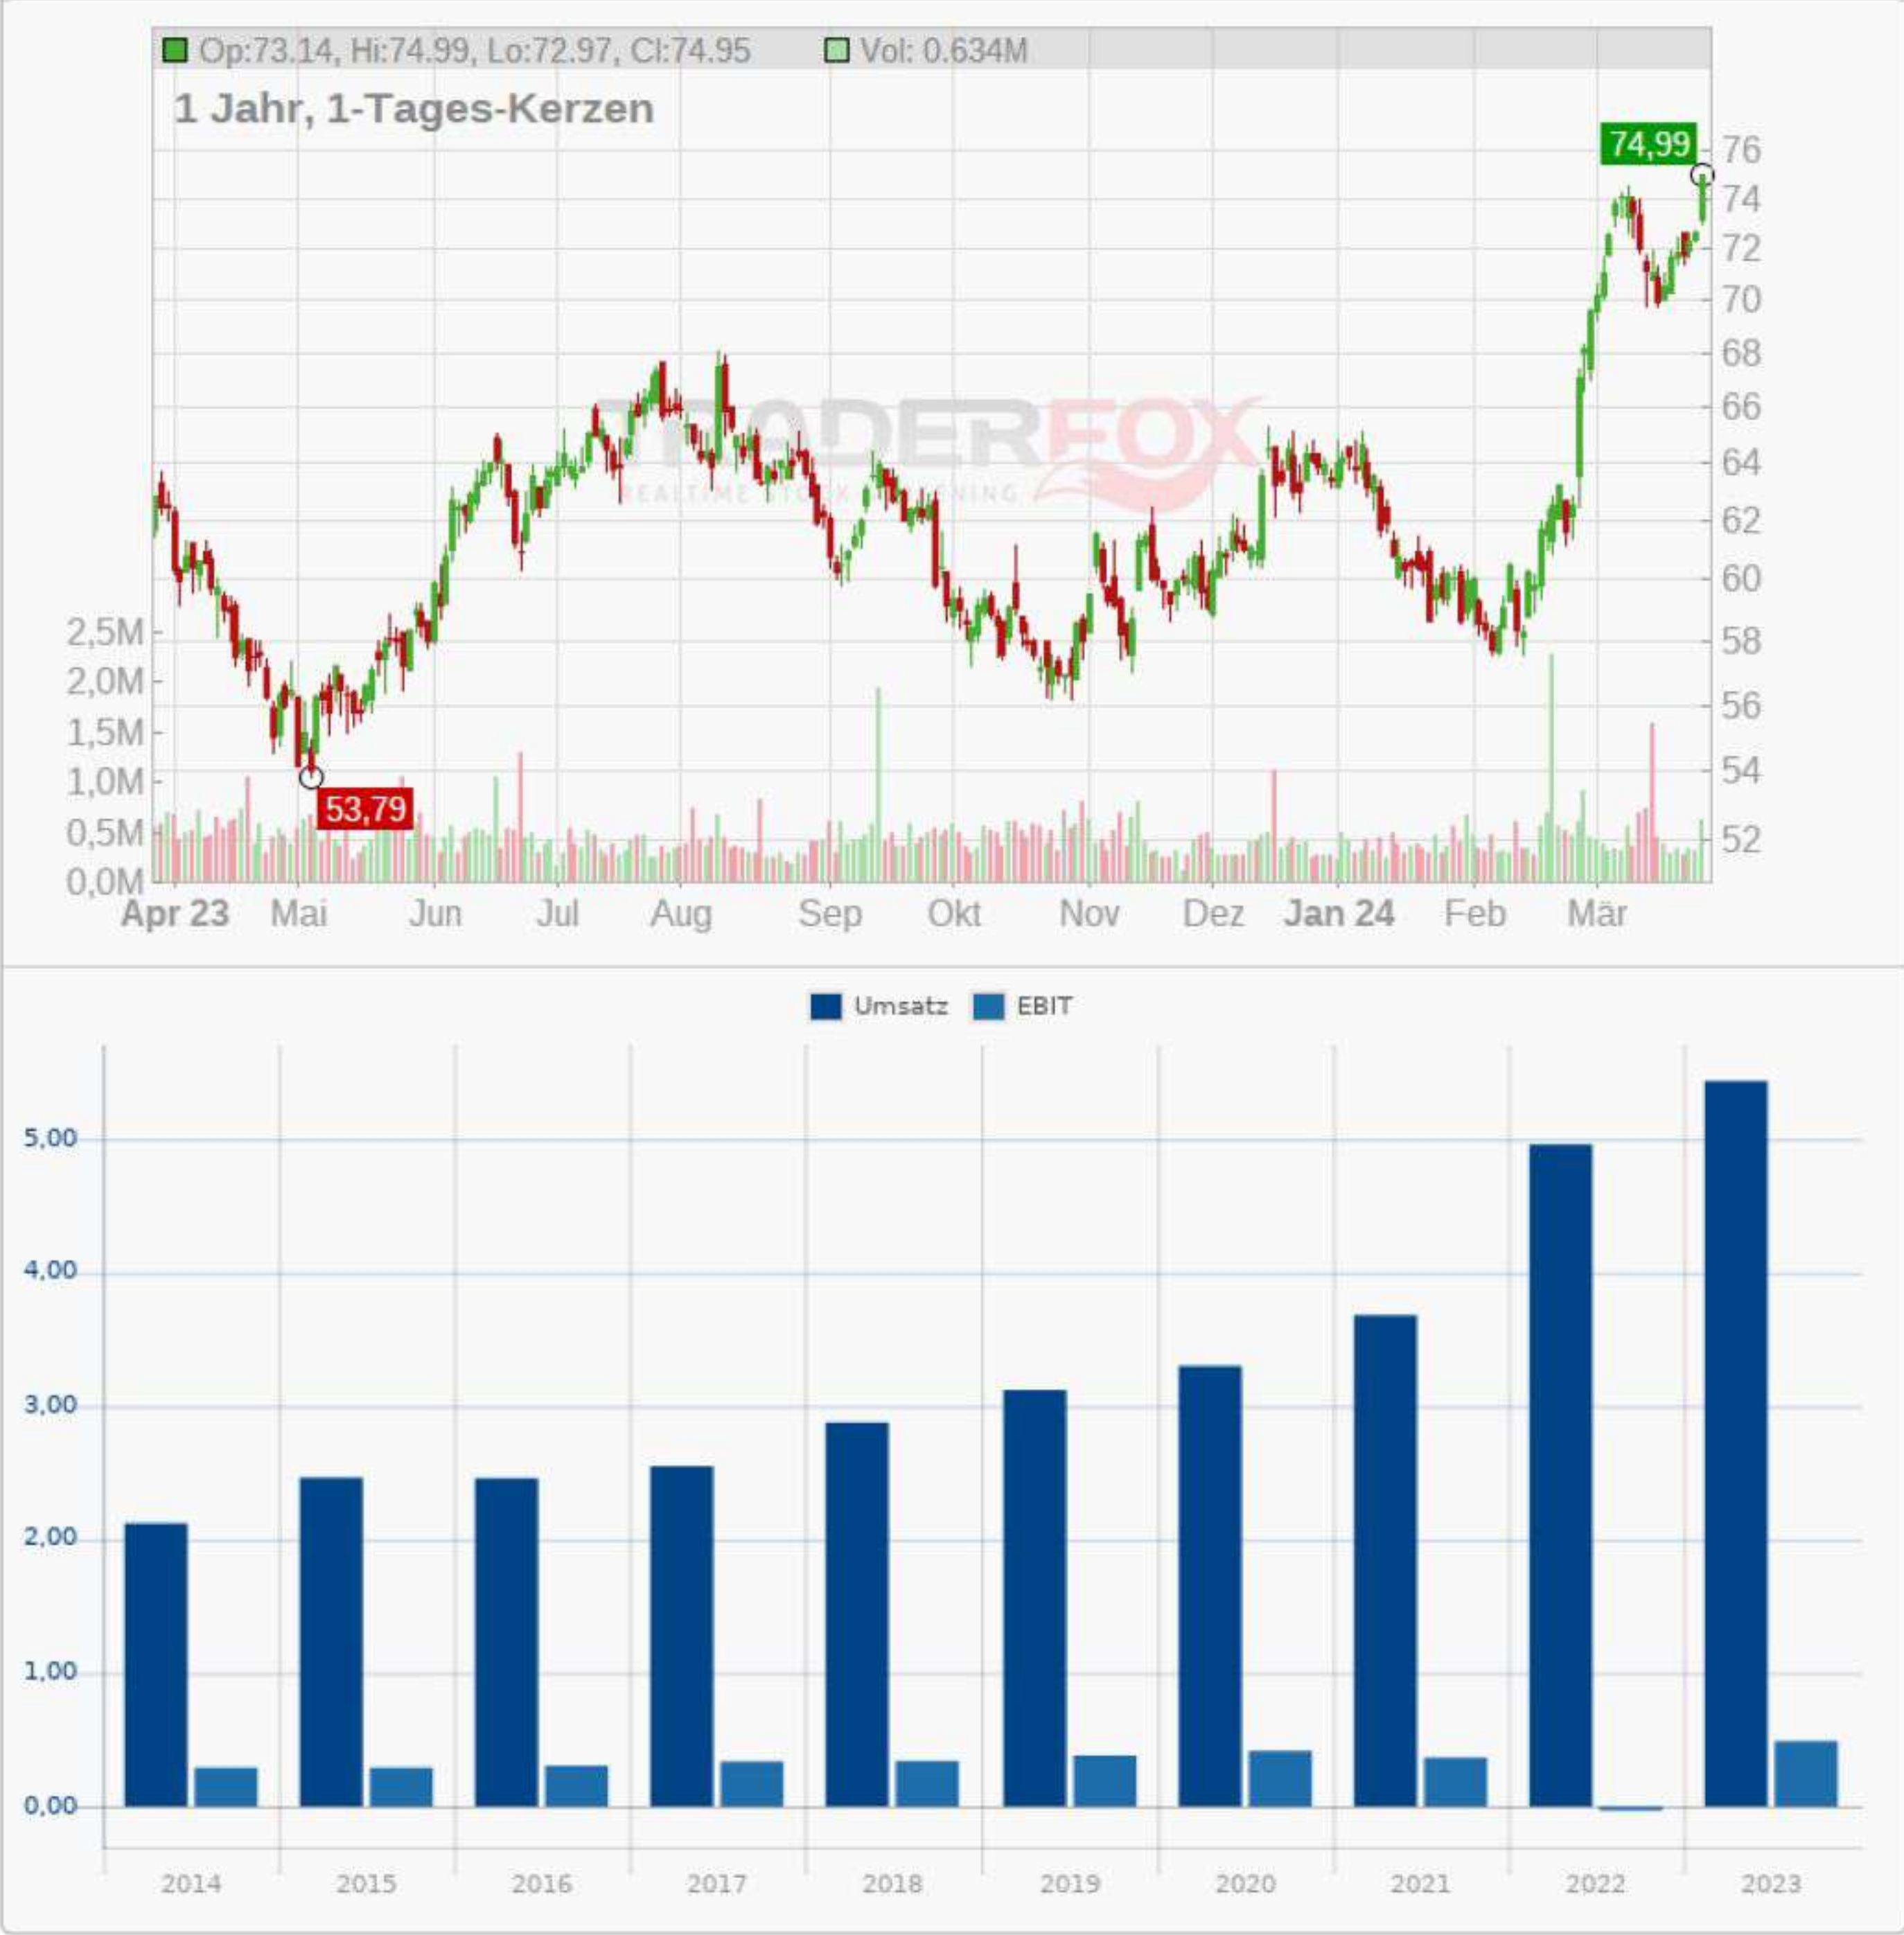 Op:73.14, Hi:74.99, Lo:72.97, Cl:74.95 Vol: 0.634M
1 Jahr, 1-Tages-Kerzen
74,99
76
74
72
70
68
66
64
62
60
58
56
54
52
TRADERFOX
REALTIME STOCK SCREENING
2,5M
2,0M
1,5M
1,0M
0,5M
0,0M
53,79
Apr 23 Mai Jun Jul Aug Sep Okt Nov Dez Jan 24 Feb Mär
Umsatz EBIT
5,00
4,00
3,00
2,00
1,00
0,00
2014 2015 2016 2017 2018 2019 2020 2021 2022 2023